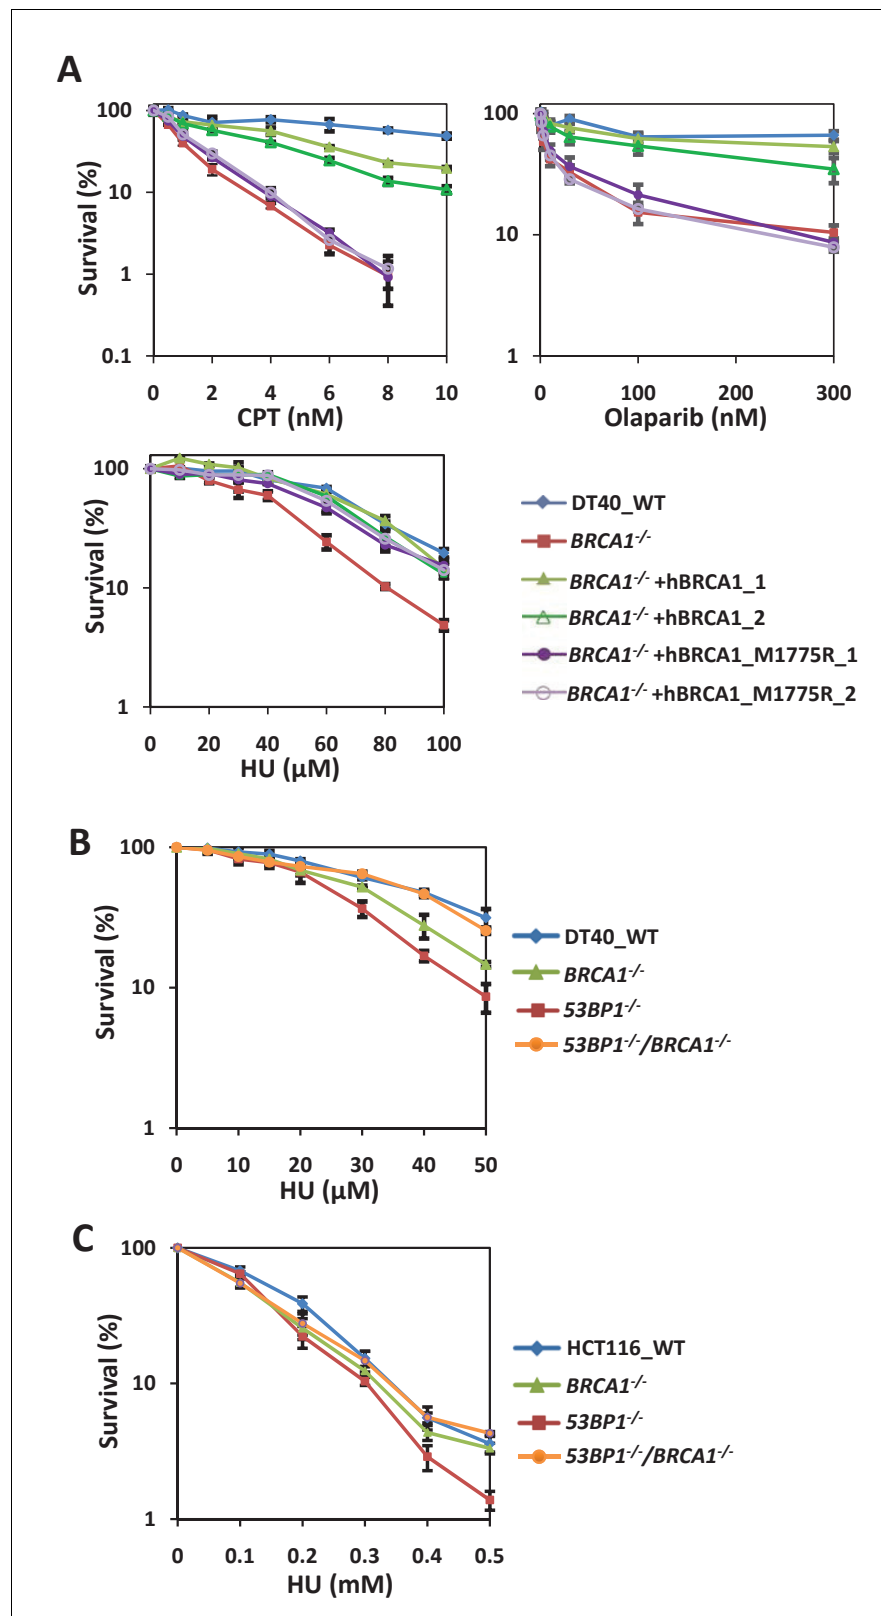 A
100
10
1
0.1
Survival (%)
0 2 4 6 8 10
CPT (nM)
100
10
1
0 100 200 300
Olaparib (nM)
100
10
1
Survival (%)
0 20 40 60 80 100
HU (µM)
DT40_WT
BRCA1-/-
BRCA1-/- +hBRCA1_1
BRCA1-/- +hBRCA1_2
BRCA1-/- +hBRCA1_M1775R_1
BRCA1-/- +hBRCA1_M1775R_2
B
100
10
1
Survival (%)
0 10 20 30 40 50
HU (µM)
DT40_WT
BRCA1-/-
53BP1-/-
53BP1-/-/BRCA1-/-
C
100
10
1
Survival (%)
0 0.1 0.2 0.3 0.4 0.5
HU (mM)
HCT116_WT
BRCA1-/-
53BP1-/-
53BP1-/-/BRCA1-/-